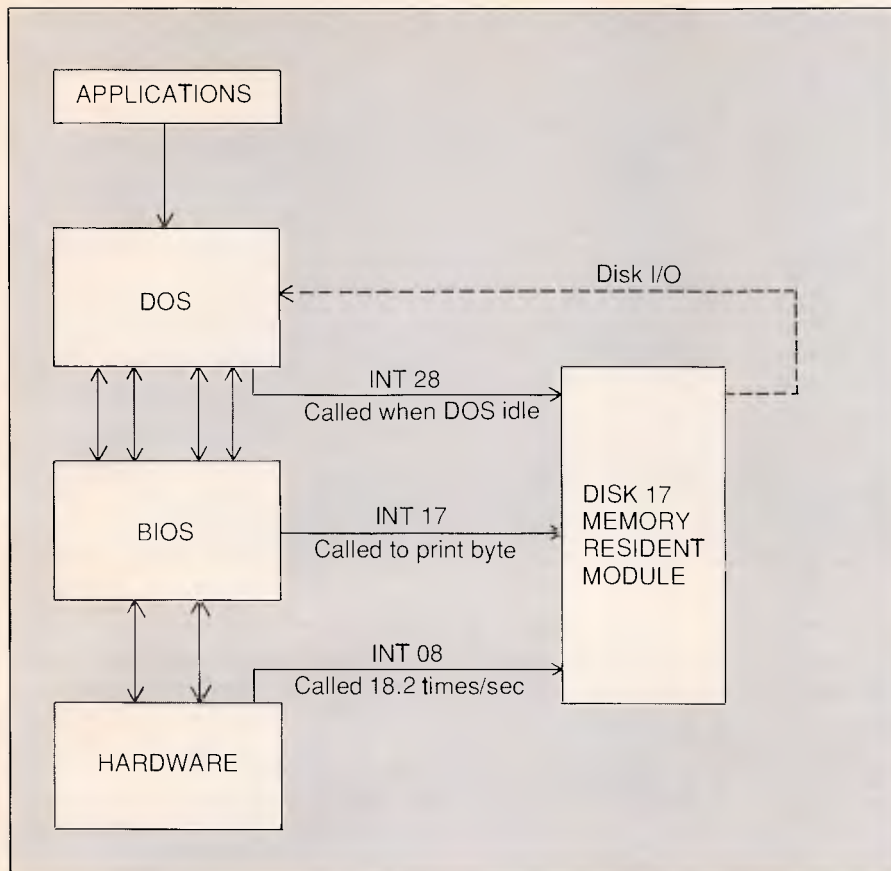 APPLICATIONS
DOS
Disk I/O
INT 28
Called when DOS idle
BIOS
INT 17
Called to print byte
DISK 17
MEMORY
RESIDENT
MODULE
INT 08
Called 18.2 times/sec
HARDWARE